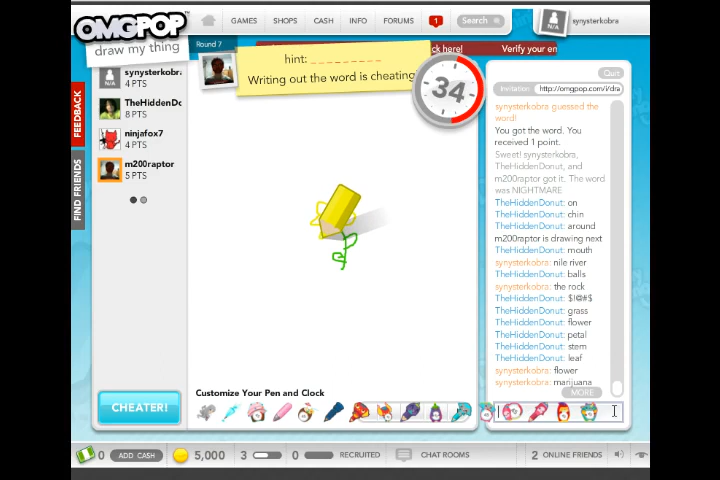 OMGPOP
GAMES SHOPS CASH INFO FORUMS 1 Search N/A synysterkobra
draw my thing
Round 7
ck here! Verify your em
hint: _ _ _ _ _ _ _ _ _
Writing out the word is cheating
34
Quit
Invitation http://omgpop.com/i/dra
FEEDBACK
FIND FRIENDS
N/A
synysterkobra
4 PTS
TheHiddenDo
8 PTS
ninjafox7
4 PTS
m200raptor
5 PTS
synysterkobra guessed the
word!
You got the word. You
received 1 point.
Sweet! synysterkobra,
TheHiddenDonut, and
m200raptor got it. The word
was NIGHTMARE
TheHiddenDonut: on
TheHiddenDonut: chin
TheHiddenDonut: around
m200raptor is drawing next
TheHiddenDonut: mouth
synysterkobra: nile river
TheHiddenDonut: balls
synysterkobra: the rock
TheHiddenDonut: $!@#$
TheHiddenDonut: grass
TheHiddenDonut: flower
TheHiddenDonut: petal
TheHiddenDonut: stem
TheHiddenDonut: leaf
synysterkobra: flower
synysterkobra: marijuana
MORE
Customize Your Pen and Clock
CHEATER!
0 ADD CASH 5,000 3 0 RECRUITED CHAT ROOMS 2 ONLINE FRIENDS